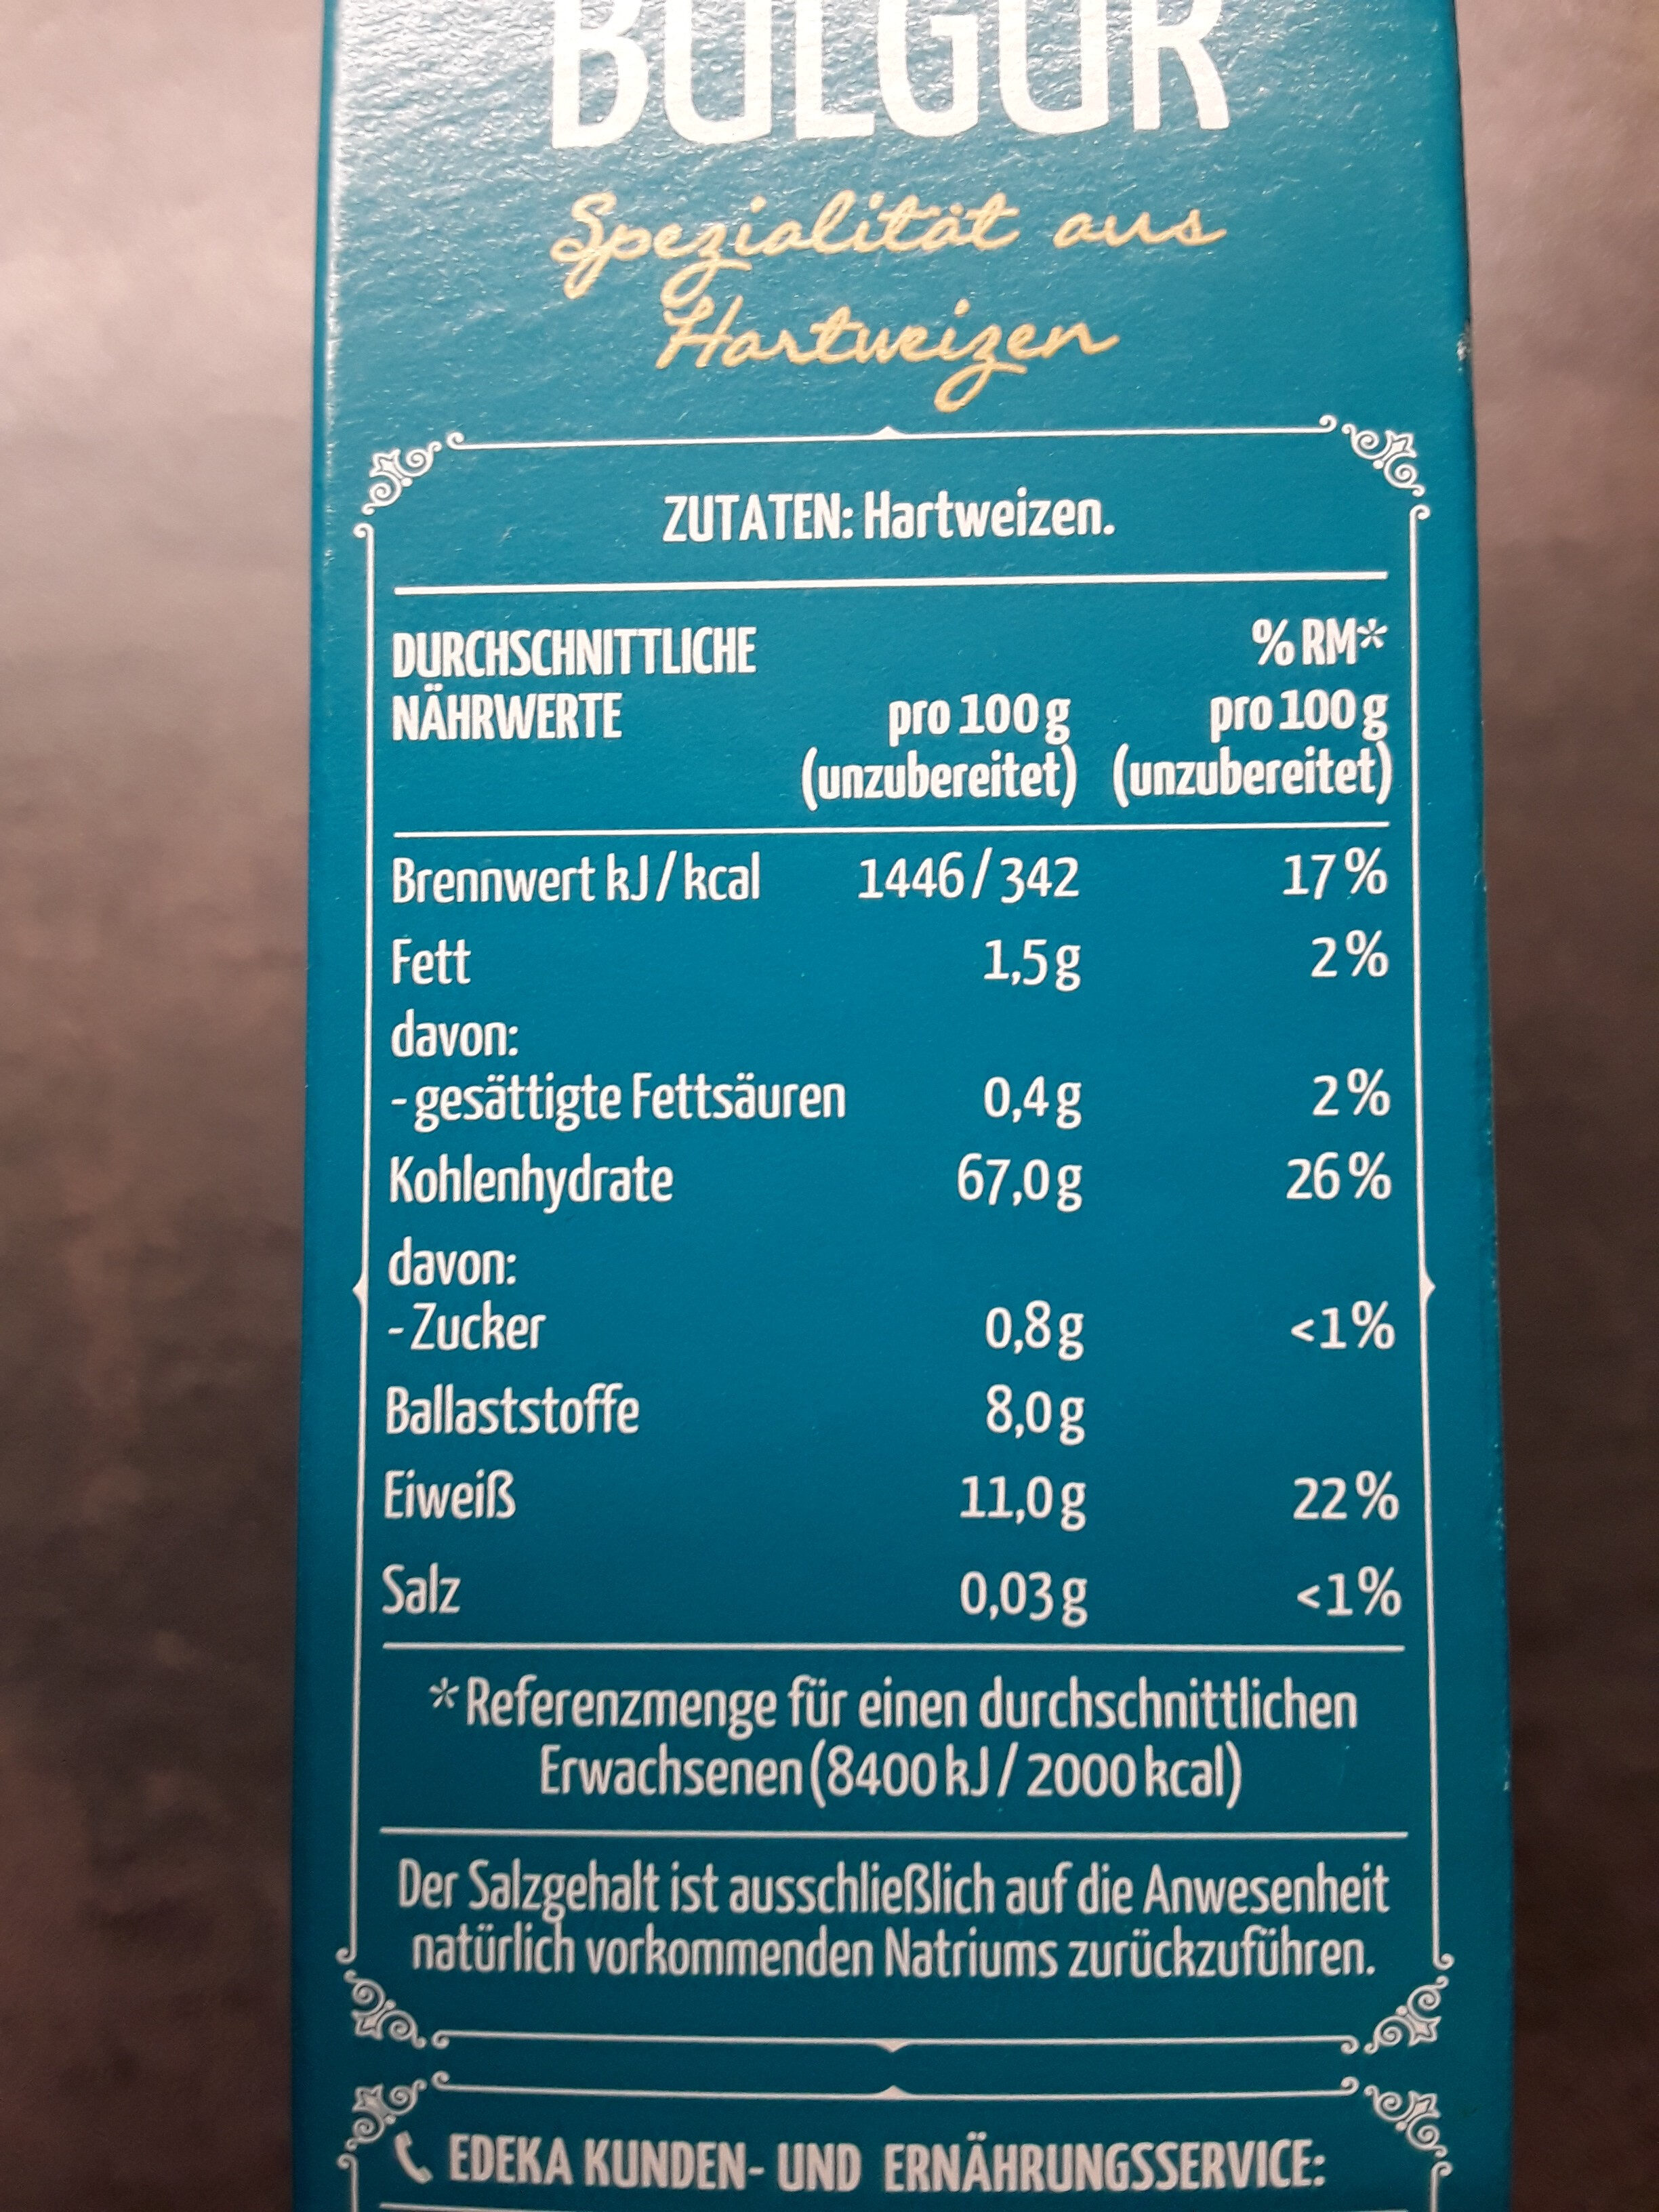 BULGUR
Spezialität aus
Hartweizen
ZUTATEN: Hartweizen.
DURCHSCHNITTLICHE % RM*
NÄHRWERTE pro 100 g pro 100 g
(unzubereitet) (unzubereitet)
Brennwert kJ/kcal 1446/342 17%
Fett 1,5 g 2%
davon:
- gesättigte Fettsäuren 0,4 g 2%
Kohlenhydrate 67,0 g 26%
davon:
- Zucker 0,8 g <1%
Ballaststoffe 8,0 g
Eiweiß 11,0 g 22%
Salz 0,03 g <1%
* Referenzmenge für einen durchschnittlichen
Erwachsenen (8400 kJ/2000 kcal)
Der Salzgehalt ist ausschließlich auf die Anwesenheit
natürlich vorkommenden Natriums zurückzuführen.
EDEKA KUNDEN- UND ERNÄHRUNGSSERVICE: